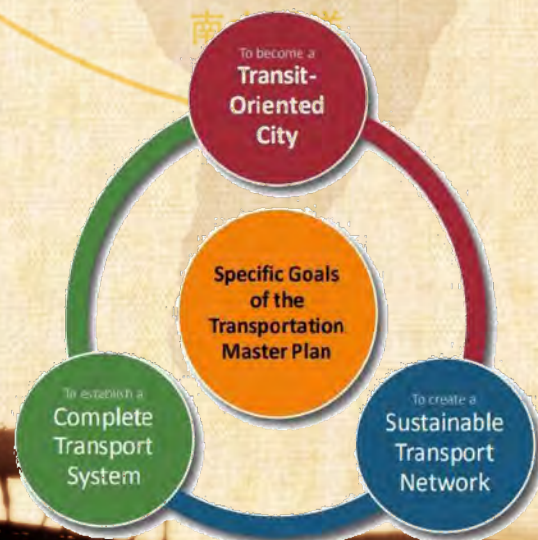 To become a
Transit-
Oriented
City
Specific Goals
of the
Transportation
Master Plan
To establish a
Complete
Transport
System
To create a
Sustainable
Transport
Network